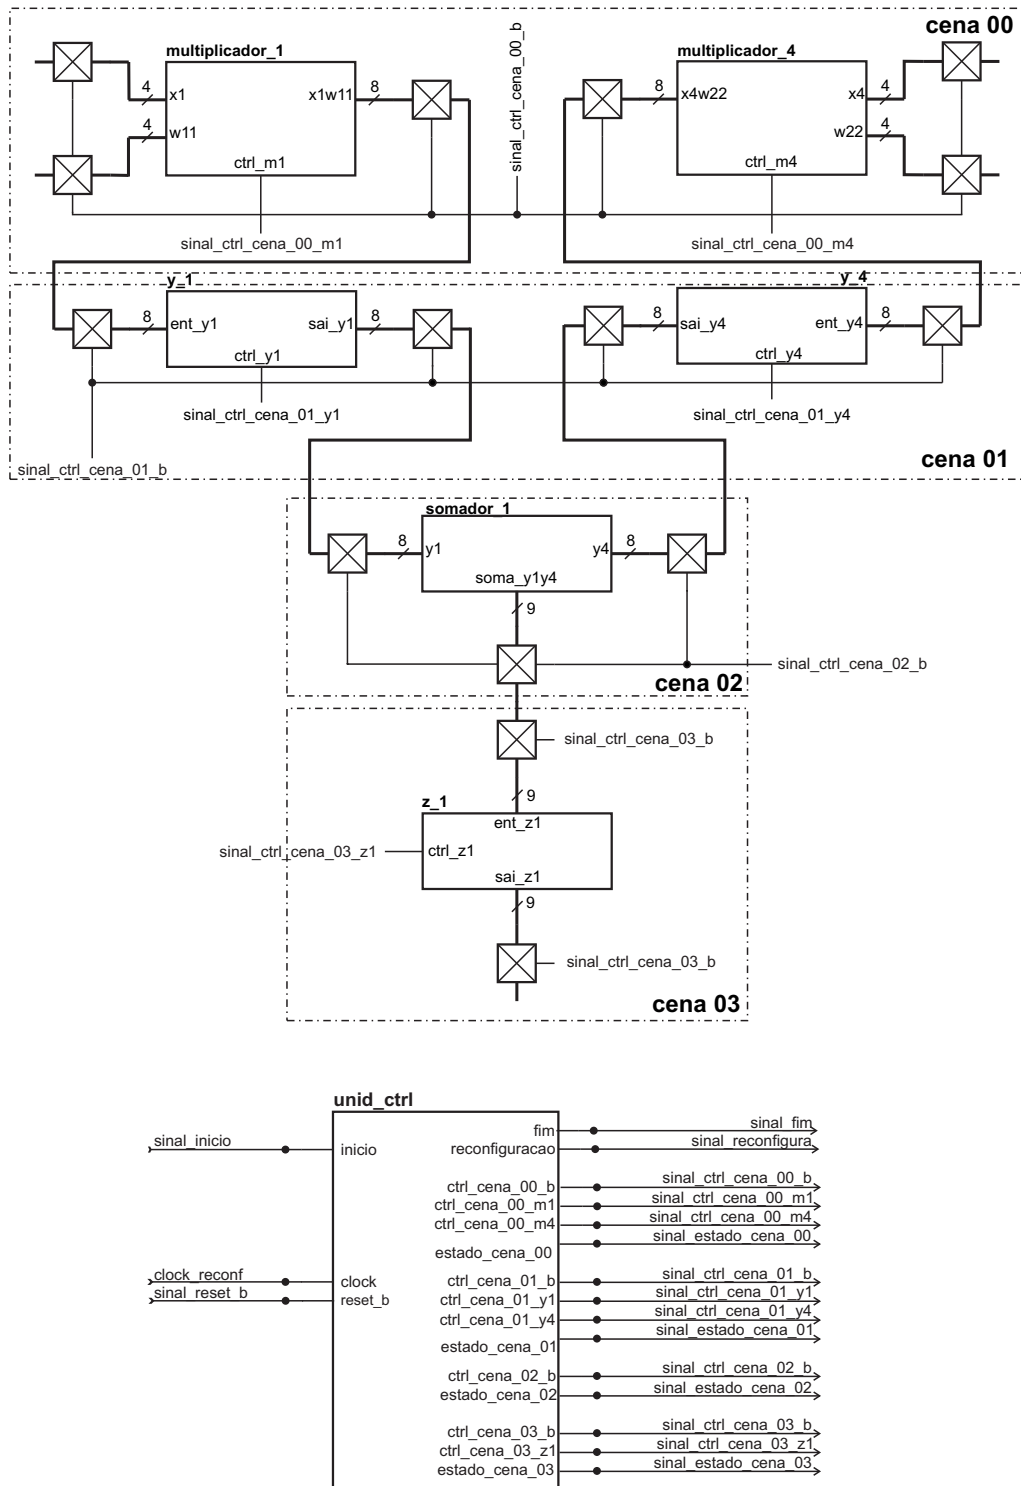 cena 00
multiplicador_1
sinal_ctrl_cena_00_b
multiplicador_4
4 x1 x1w11 8
8 x4w22 x4 4
4 w11
w22 4
ctrl_m1
ctrl_m4
sinal_ctrl_cena_00_m1
sinal_ctrl_cena_00_m4
y_1
y_4
8 ent_y1 sai_y1 8
8 sai_y4 ent_y4 8
ctrl_y1
ctrl_y4
sinal_ctrl_cena_01_y1
sinal_ctrl_cena_01_y4
sinal_ctrl_cena_01_b
cena 01
somador_1
8 y1 y4 8
soma_y1y4
9
sinal_ctrl_cena_02_b
cena 02
sinal_ctrl_cena_03_b
9
z_1
ent_z1
sinal_ctrl_cena_03_z1
ctrl_z1
sai_z1
9
sinal_ctrl_cena_03_b
cena 03
unid_ctrl
fim sinal_fim
sinal_inicio inicio
reconfiguracao sinal_reconfigura
ctrl_cena_00_b sinal_ctrl_cena_00_b
ctrl_cena_00_m1 sinal_ctrl_cena_00_m1
ctrl_cena_00_m4 sinal_ctrl_cena_00_m4
estado_cena_00 sinal_estado_cena_00
clock_reconf clock
ctrl_cena_01_b sinal_ctrl_cena_01_b
sinal_reset_b reset_b
ctrl_cena_01_y1 sinal_ctrl_cena_01_y1
ctrl_cena_01_y4 sinal_ctrl_cena_01_y4
estado_cena_01 sinal_estado_cena_01
ctrl_cena_02_b sinal_ctrl_cena_02_b
estado_cena_02 sinal_estado_cena_02
ctrl_cena_03_b sinal_ctrl_cena_03_b
ctrl_cena_03_z1 sinal_ctrl_cena_03_z1
estado_cena_03 sinal_estado_cena_03